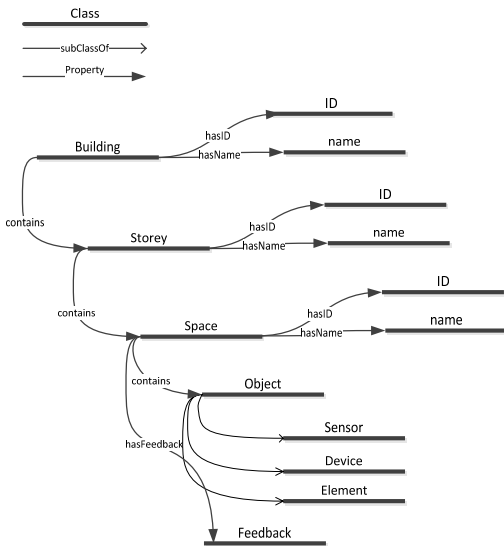 Class
subClassOf
Property
ID
hasID
Building
name
hasName
ID
contains
hasID
Storey
name
hasName
ID
contains
hasID
Space
name
hasName
contains
Object
Sensor
hasFeedback
Device
Element
Feedback